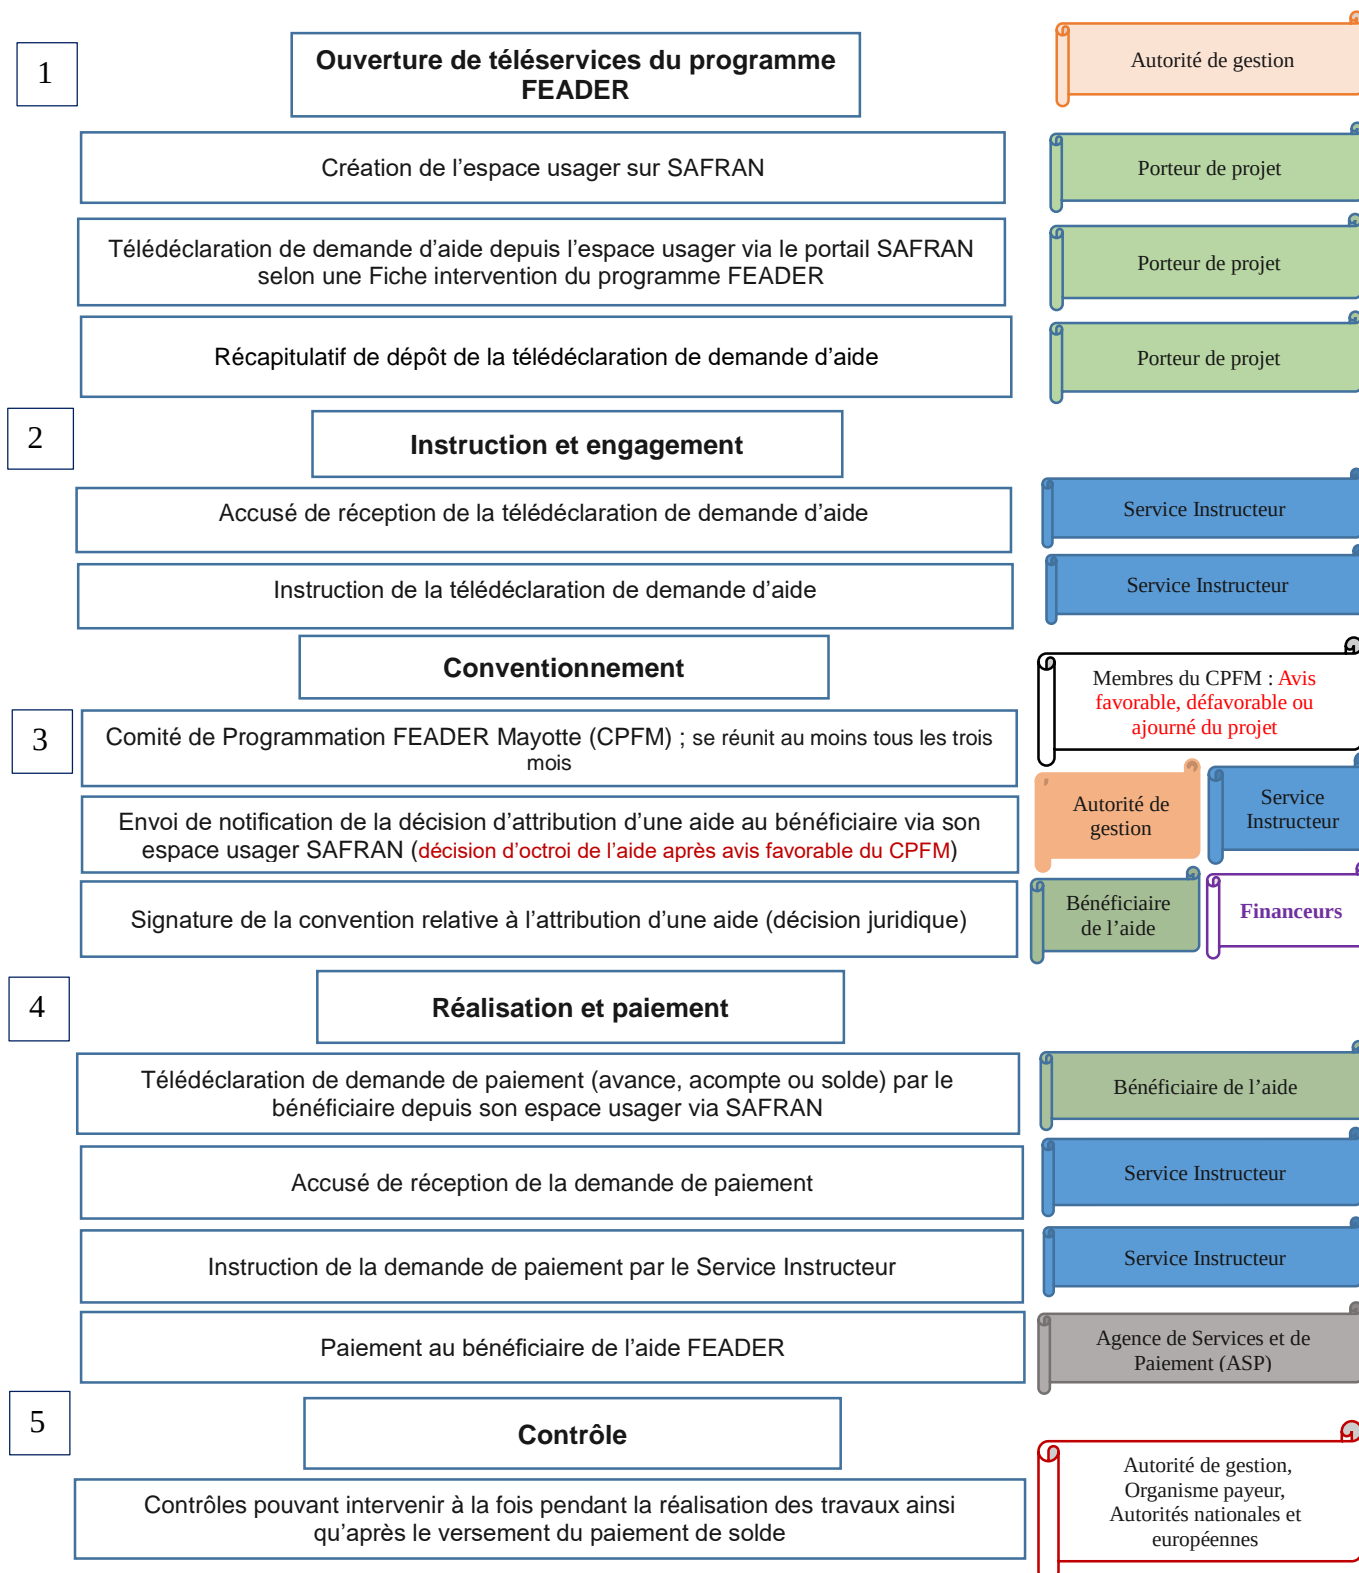 1
Ouverture de téléservices du programme
FEADER
Autorité de gestion
Création de l'espace usager sur SAFRAN
Porteur de projet
Télédéclaration de demande d'aide depuis l'espace usager via le portail SAFRAN
selon une Fiche intervention du programme FEADER
Porteur de projet
Récapitulatif de dépôt de la télédéclaration de demande d'aide
Porteur de projet
2
Instruction et engagement
Accusé de réception de la télédéclaration de demande d'aide
Service Instructeur
Instruction de la télédéclaration de demande d'aide
Service Instructeur
Conventionnement
Membres du CPFM : Avis
favorable, défavorable ou
ajourné du projet
3
Comité de Programmation FEADER Mayotte (CPFM) ; se réunit au moins tous les trois
mois
Envoi de notification de la décision d'attribution d'une aide au bénéficiaire via son
espace usager SAFRAN (décision d'octroi de l'aide après avis favorable du CPFM)
Autorité de
gestion
Service
Instructeur
Signature de la convention relative à l'attribution d'une aide (décision juridique)
Bénéficiaire
de l'aide
Financeurs
4
Réalisation et paiement
Télédéclaration de demande de paiement (avance, acompte ou solde) par le
bénéficiaire depuis son espace usager via SAFRAN
Bénéficiaire de l'aide
Accusé de réception de la demande de paiement
Service Instructeur
Instruction de la demande de paiement par le Service Instructeur
Service Instructeur
Paiement au bénéficiaire de l'aide FEADER
Agence de Services et de
Paiement (ASP)
5
Contrôle
Contrôles pouvant intervenir à la fois pendant la réalisation des travaux ainsi
qu'après le versement du paiement de solde
Autorité de gestion,
Organisme payeur,
Autorités nationales et
européennes